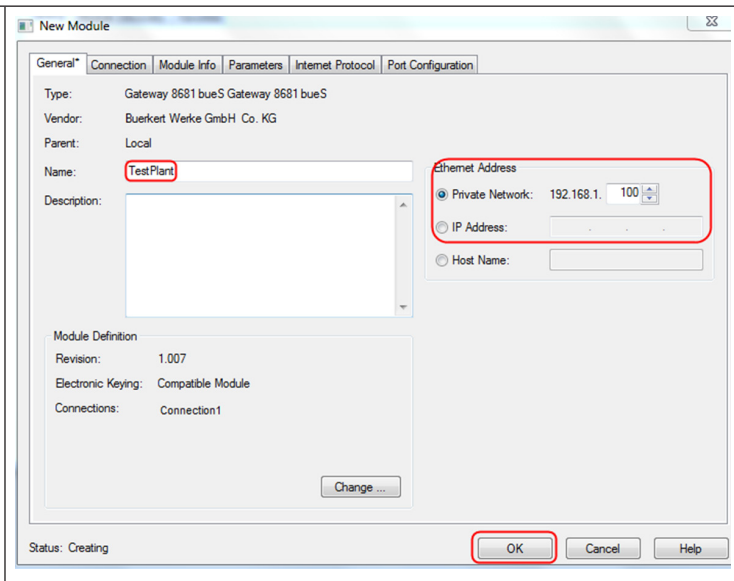 New Module
General* Connection Module Info Parameters Internet Protocol Port Configuration
Type: Gateway 8681 bueS Gateway 8681 bueS
Vendor: Buerkert Werke GmbH Co. KG
Parent: Local
Name: TestPlant
Description:
Ethernet Address
Private Network: 192.168.1. 100
IP Address: . . .
Host Name:
Module Definition
Revision: 1.007
Electronic Keying: Compatible Module
Connections: Connection1
Change ...
Status: Creating
OK Cancel Help